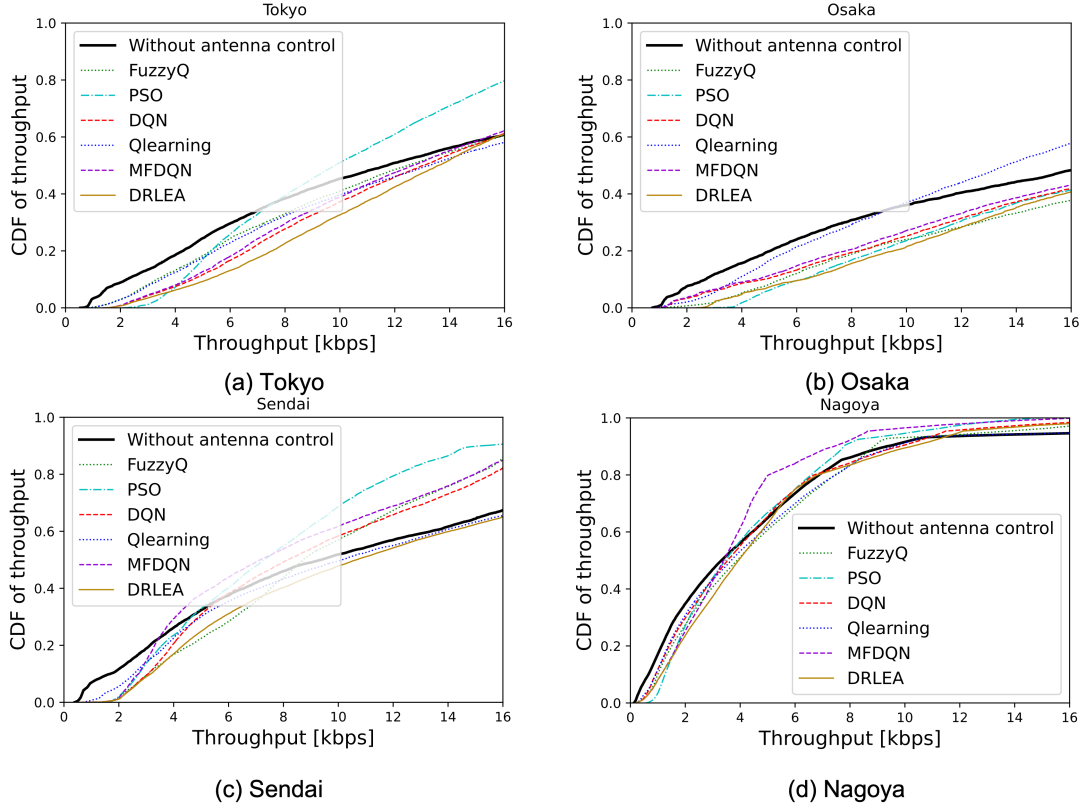 Tokyo
1.0
0.8
0.6
0.4
0.2
0.0
CDF of throughput
Without antenna control
FuzzyQ
PSO
DQN
Qlearning
MFDQN
DRLEA
0 2 4 6 8 10 12 14 16
Throughput [kbps]
(a) Tokyo
Osaka
1.0
0.8
0.6
0.4
0.2
0.0
CDF of throughput
Without antenna control
FuzzyQ
PSO
DQN
Qlearning
MFDQN
DRLEA
0 2 4 6 8 10 12 14 16
Throughput [kbps]
(b) Osaka
Sendai
1.0
0.8
0.6
0.4
0.2
0.0
CDF of throughput
Without antenna control
FuzzyQ
PSO
DQN
Qlearning
MFDQN
DRLEA
0 2 4 6 8 10 12 14 16
Throughput [kbps]
(c) Sendai
Nagoya
1.0
0.8
0.6
0.4
0.2
0.0
CDF of throughput
Without antenna control
FuzzyQ
PSO
DQN
Qlearning
MFDQN
DRLEA
0 2 4 6 8 10 12 14 16
Throughput [kbps]
(d) Nagoya